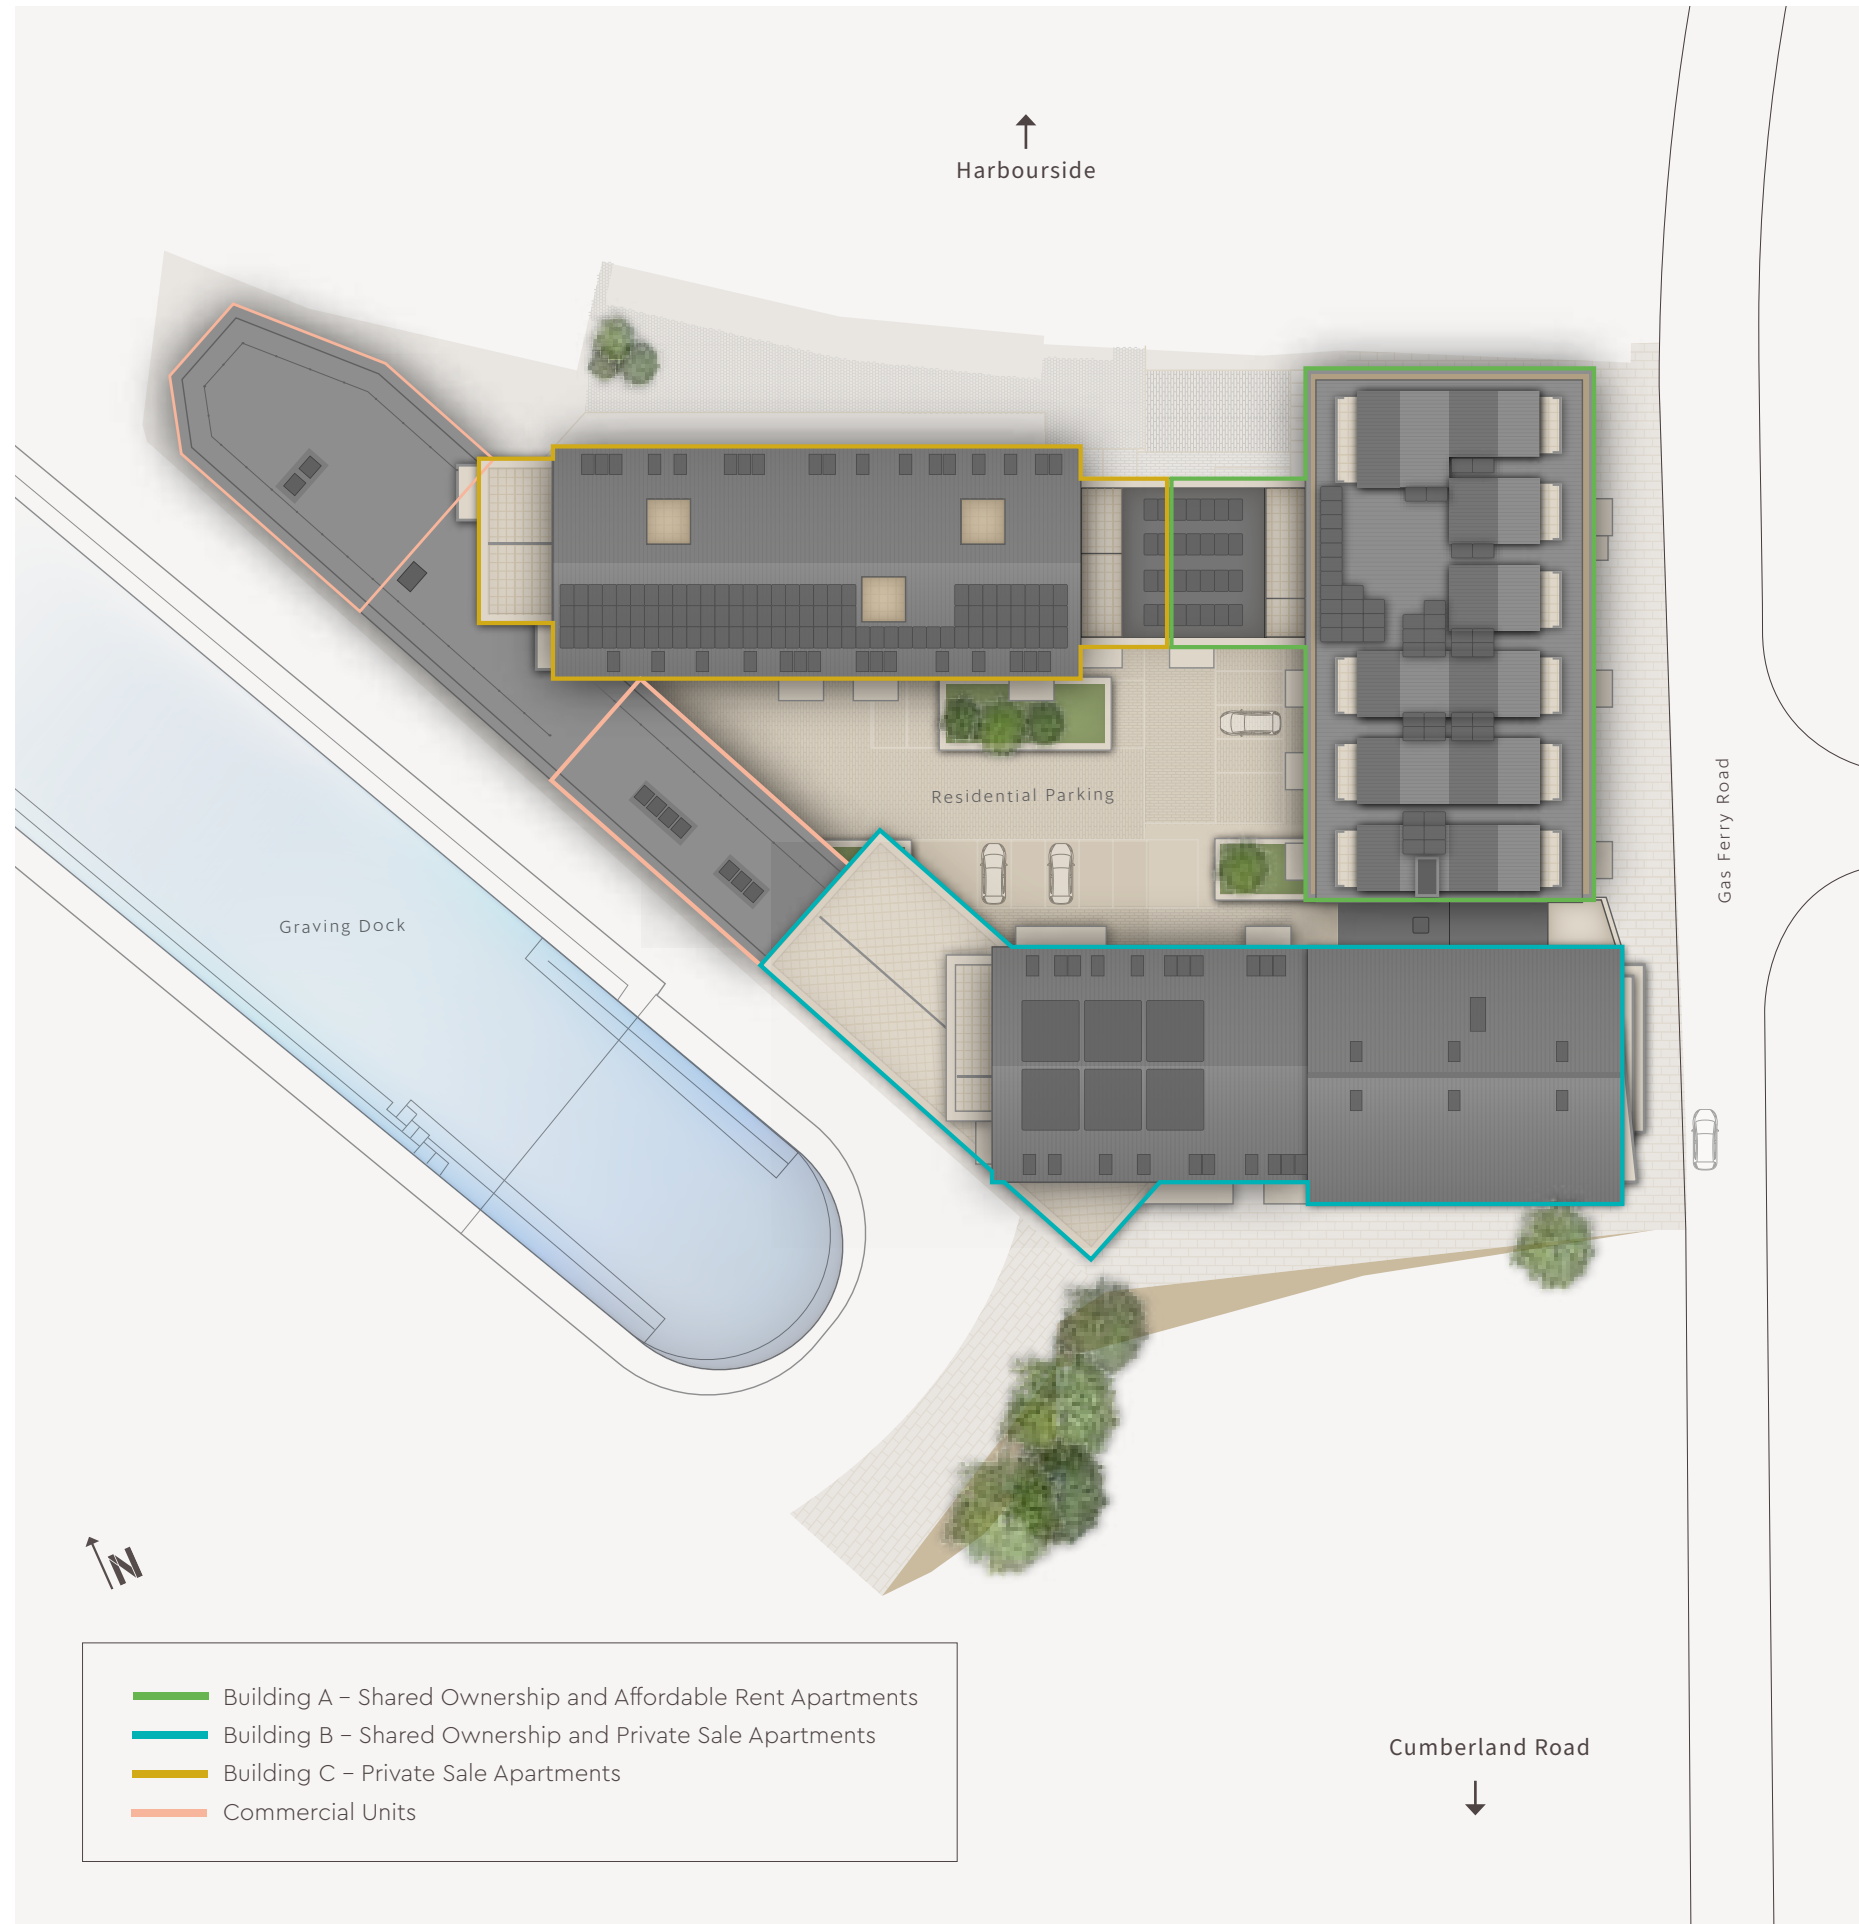 Harbourside
Residential Parking
Gas Ferry Road
Graving Dock
N
Building A – Shared Ownership and Affordable Rent Apartments
Building B – Shared Ownership and Private Sale Apartments
Building C – Private Sale Apartments
Commercial Units
Cumberland Road